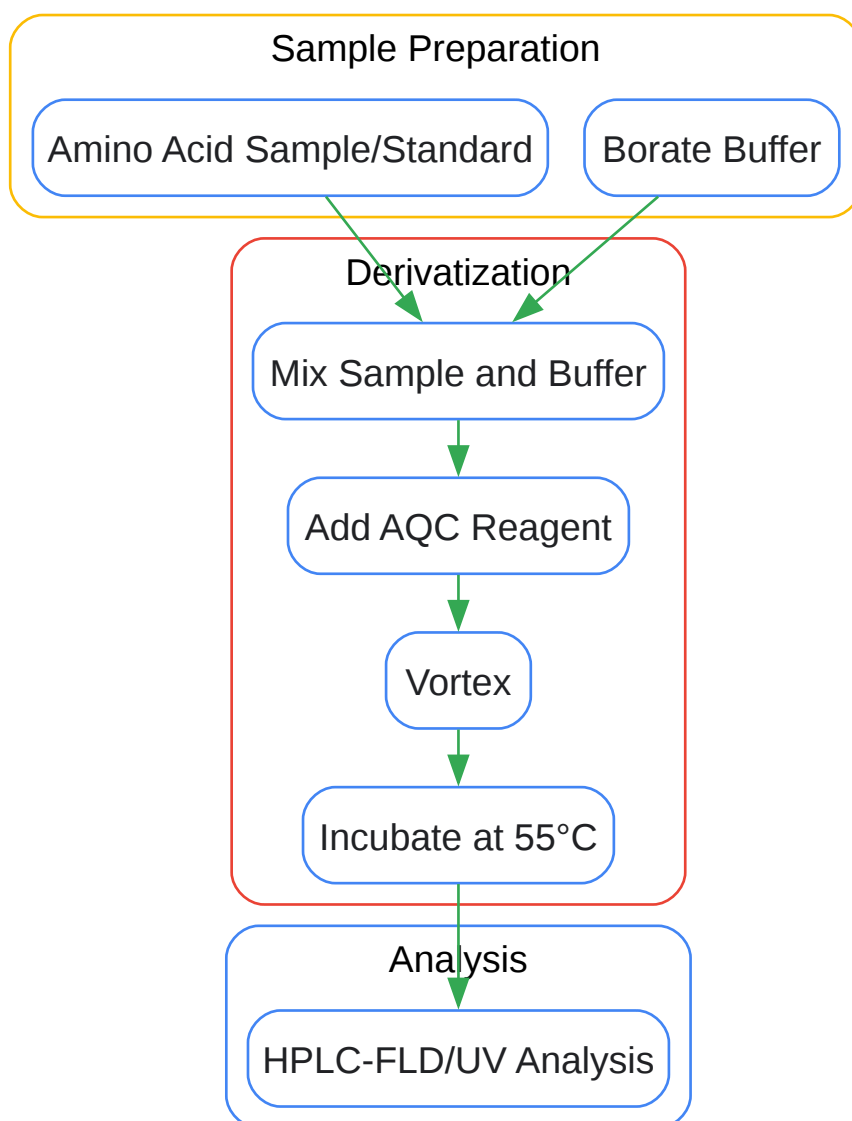 Sample Preparation
Amino Acid Sample/Standard
Borate Buffer
Derivatization
Mix Sample and Buffer
Add AQC Reagent
Vortex
Incubate at 55°C
Analysis
HPLC-FLD/UV Analysis